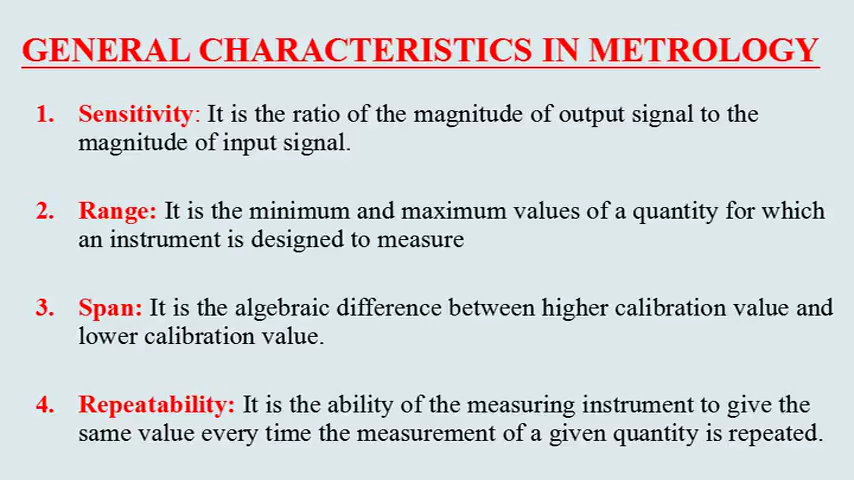 GENERAL CHARACTERISTICS IN METROLOGY
1. Sensitivity: It is the ratio of the magnitude of output signal to the
magnitude of input signal.
2. Range: It is the minimum and maximum values of a quantity for which
an instrument is designed to measure
3. Span: It is the algebraic difference between higher calibration value and
lower calibration value.
4. Repeatability: It is the ability of the measuring instrument to give the
same value every time the measurement of a given quantity is repeated.